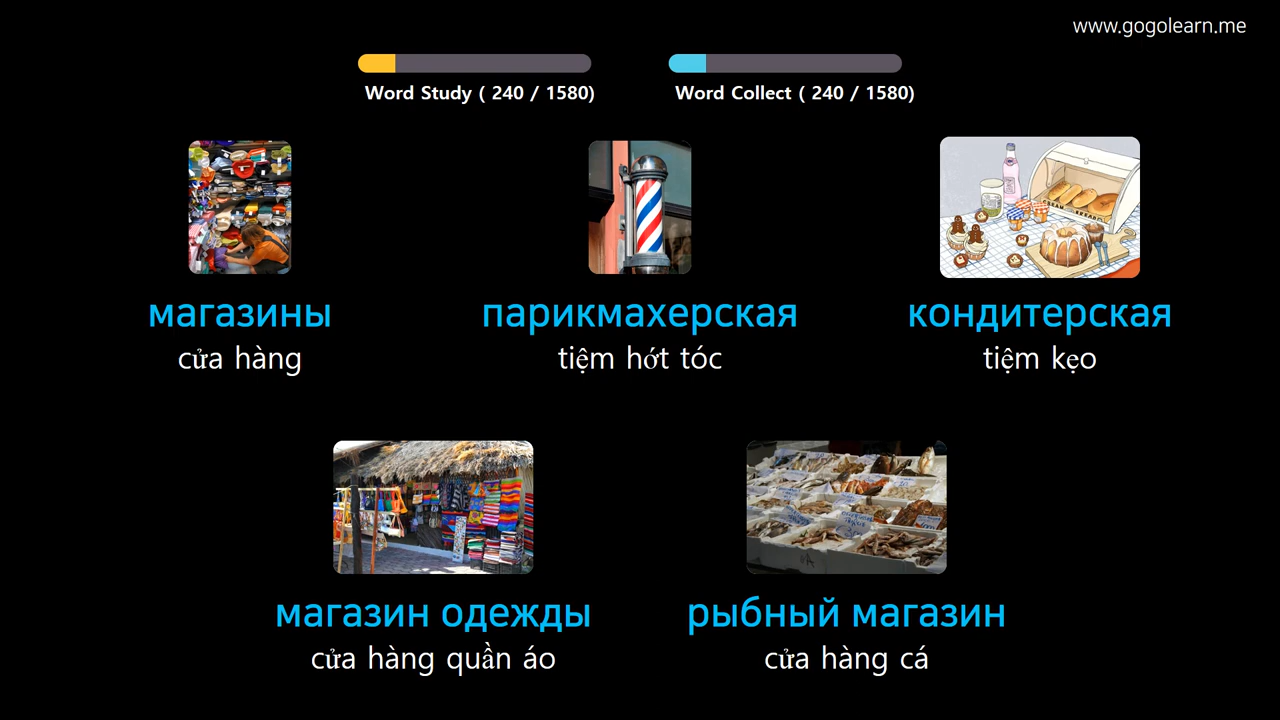 www.gogolearn.me
Word Study ( 240 / 1580)
Word Collect ( 240 / 1580)
магазины
cửa hàng
парикмахерская
tiệm hớt tóc
кондитерская
tiệm kẹo
магазин одежды
cửa hàng quần áo
рыбный магазин
cửa hàng cá